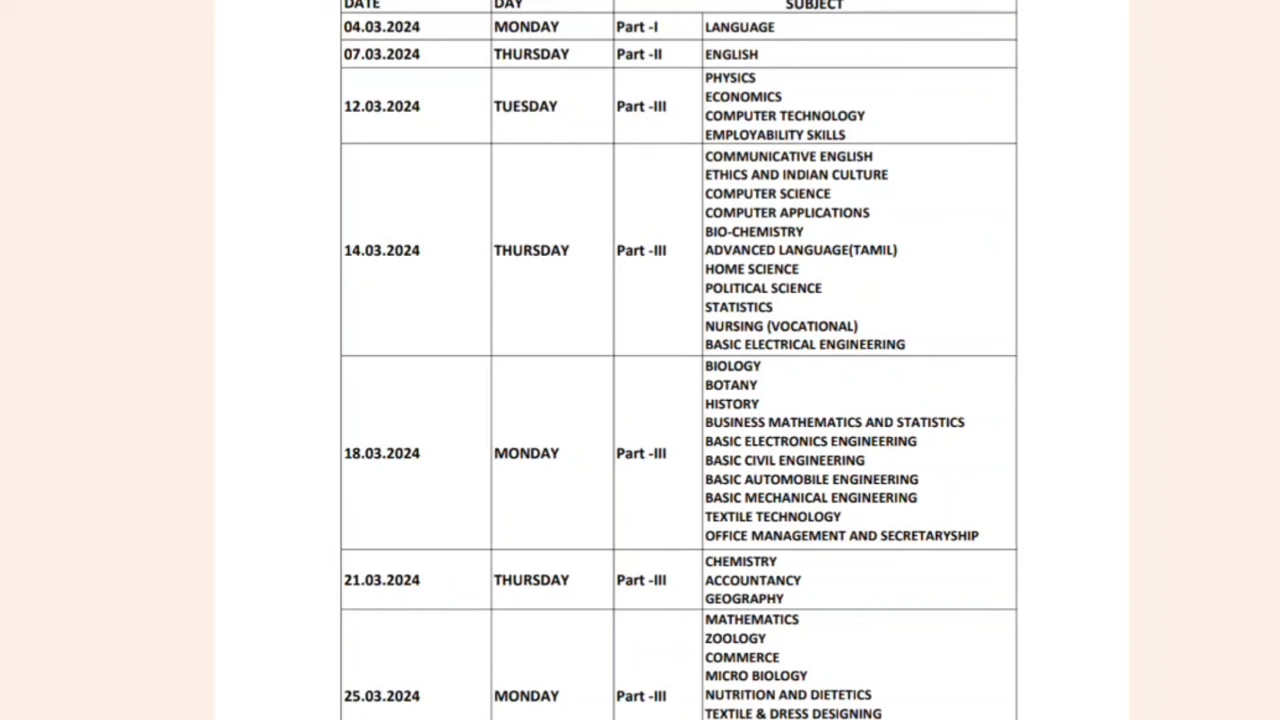 DATE DAY SUBJECT
04.03.2024 MONDAY Part -I LANGUAGE
07.03.2024 THURSDAY Part -II ENGLISH
12.03.2024 TUESDAY Part -III PHYSICS
ECONOMICS
COMPUTER TECHNOLOGY
EMPLOYABILITY SKILLS
14.03.2024 THURSDAY Part -III COMMUNICATIVE ENGLISH
ETHICS AND INDIAN CULTURE
COMPUTER SCIENCE
COMPUTER APPLICATIONS
BIO-CHEMISTRY
ADVANCED LANGUAGE(TAMIL)
HOME SCIENCE
POLITICAL SCIENCE
STATISTICS
NURSING (VOCATIONAL)
BASIC ELECTRICAL ENGINEERING
18.03.2024 MONDAY Part -III BIOLOGY
BOTANY
HISTORY
BUSINESS MATHEMATICS AND STATISTICS
BASIC ELECTRONICS ENGINEERING
BASIC CIVIL ENGINEERING
BASIC AUTOMOBILE ENGINEERING
BASIC MECHANICAL ENGINEERING
TEXTILE TECHNOLOGY
OFFICE MANAGEMENT AND SECRETARYSHIP
21.03.2024 THURSDAY Part -III CHEMISTRY
ACCOUNTANCY
GEOGRAPHY
25.03.2024 MONDAY Part -III MATHEMATICS
ZOOLOGY
COMMERCE
MICRO BIOLOGY
NUTRITION AND DIETETICS
TEXTILE & DRESS DESIGNING